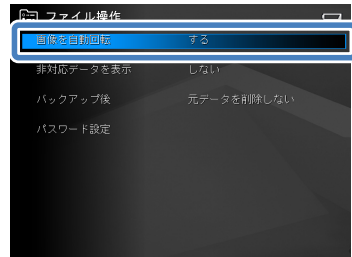 ファイル操作
画像を自動回転 する
非対応データを表示 しない
バックアップ後 元データを削除しない
パスワード設定